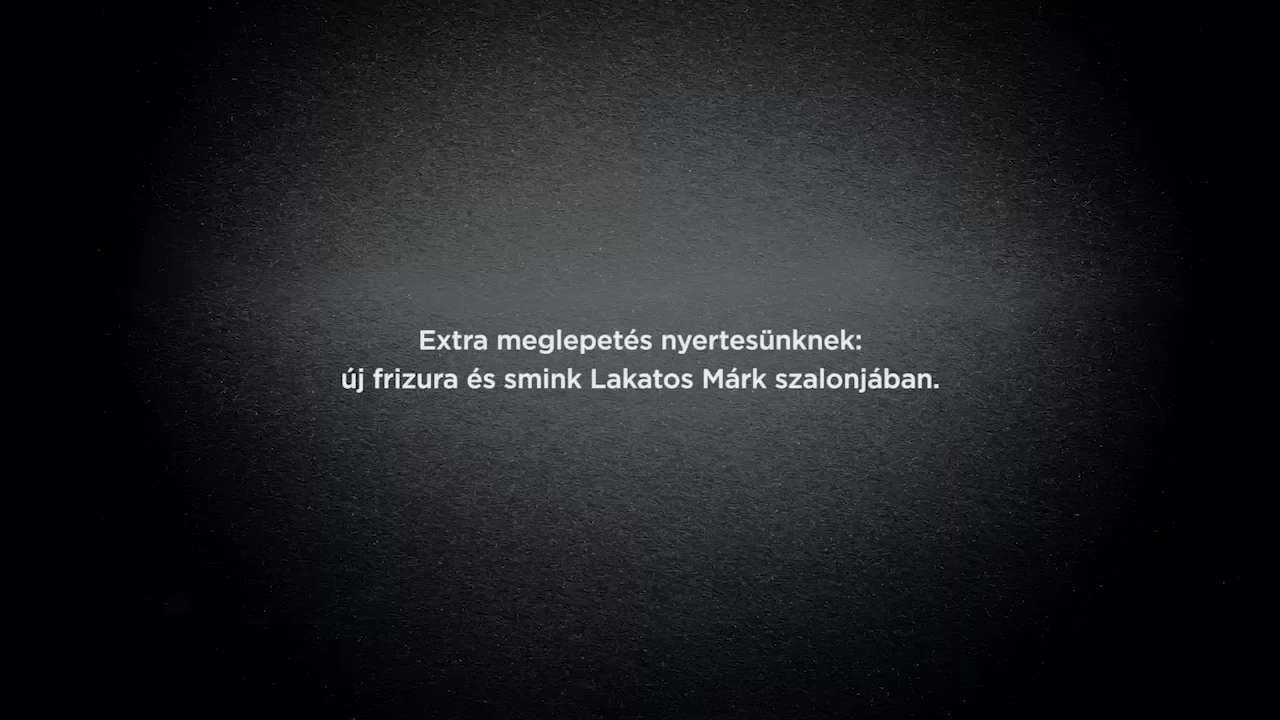 Extra meglepetés nyertesünknek:
új frizura és smink Lakatos Márk szalonjában.